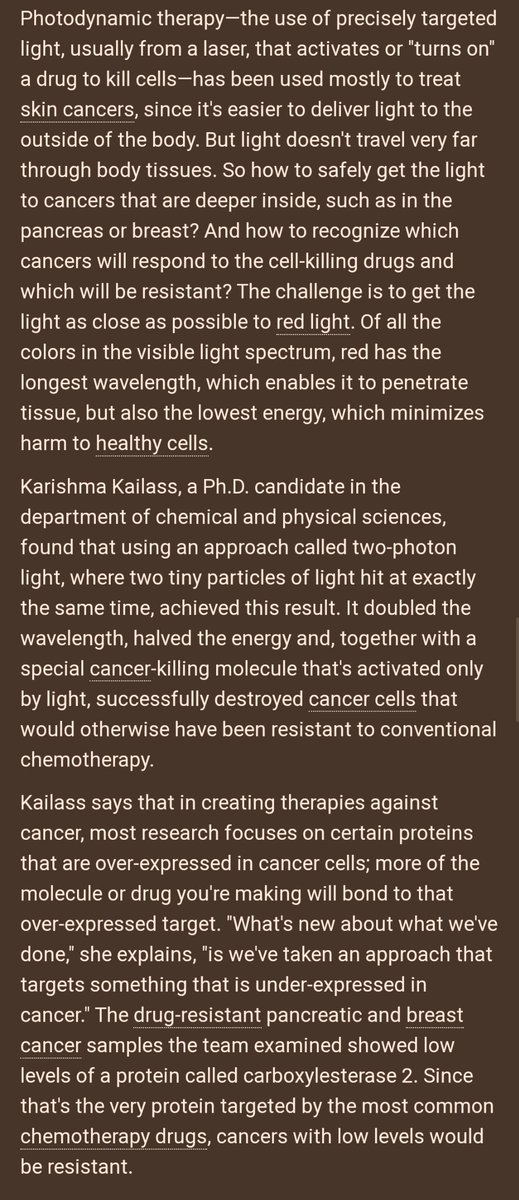 Photodynamic therapy—the use of precisely targeted
light, usually from a laser, that activates or "turns on"
a drug to kill cells—has been used mostly to treat
skin cancers, since it's easier to deliver light to the
outside of the body. But light doesn't travel very far
through body tissues. So how to safely get the light
to cancers that are deeper inside, such as in the
pancreas or breast? And how to recognize which
cancers will respond to the cell-killing drugs and
which will be resistant? The challenge is to get the
light as close as possible to red light. Of all the
colors in the visible light spectrum, red has the
longest wavelength, which enables it to penetrate
tissue, but also the lowest energy, which minimizes
harm to healthy cells.
Karishma Kailass, a Ph.D. candidate in the
department of chemical and physical sciences,
found that using an approach called two-photon
light, where two tiny particles of light hit at exactly
the same time, achieved this result. It doubled the
wavelength, halved the energy and, together with a
special cancer-killing molecule that's activated only
by light, successfully destroyed cancer cells that
would otherwise have been resistant to conventional
chemotherapy.
Kailass says that in creating therapies against
cancer, most research focuses on certain proteins
that are over-expressed in cancer cells; more of the
molecule or drug you're making will bond to that
over-expressed target. "What's new about what we've
done," she explains, "is we've taken an approach that
targets something that is under-expressed in
cancer." The drug-resistant pancreatic and breast
cancer samples the team examined showed low
levels of a protein called carboxylesterase 2. Since
that's the very protein targeted by the most common
chemotherapy drugs, cancers with low levels would
be resistant.